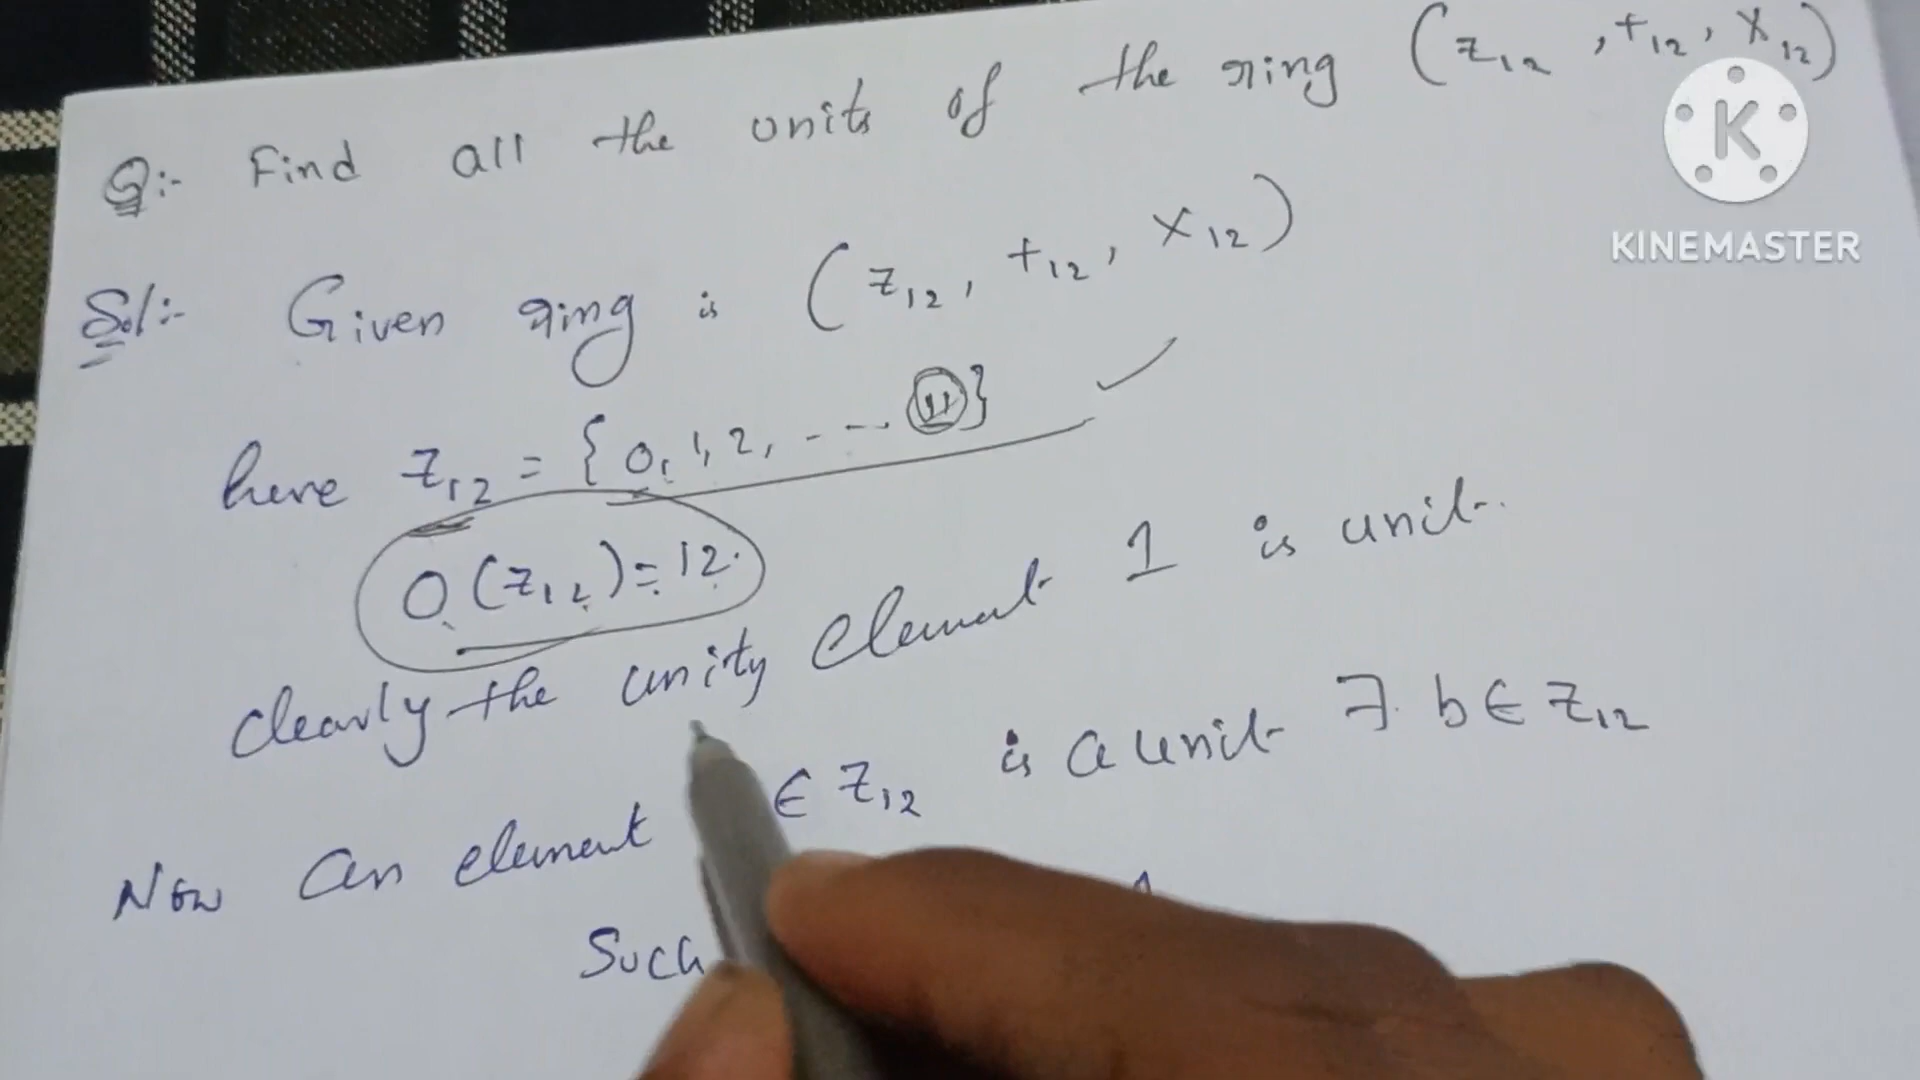 Q:- Find all the units of the ring (Z12, +12, X12)
K
KINEMASTER
Sol:- Given ring is (Z12, +12, X12)
here Z12 = {0, 1, 2, ----- 11}
O(Z12) = 12.
clearly the unity element 1 is unit.
Now an element ∈ Z12 is a unit ∃ b ∈ Z12
Such